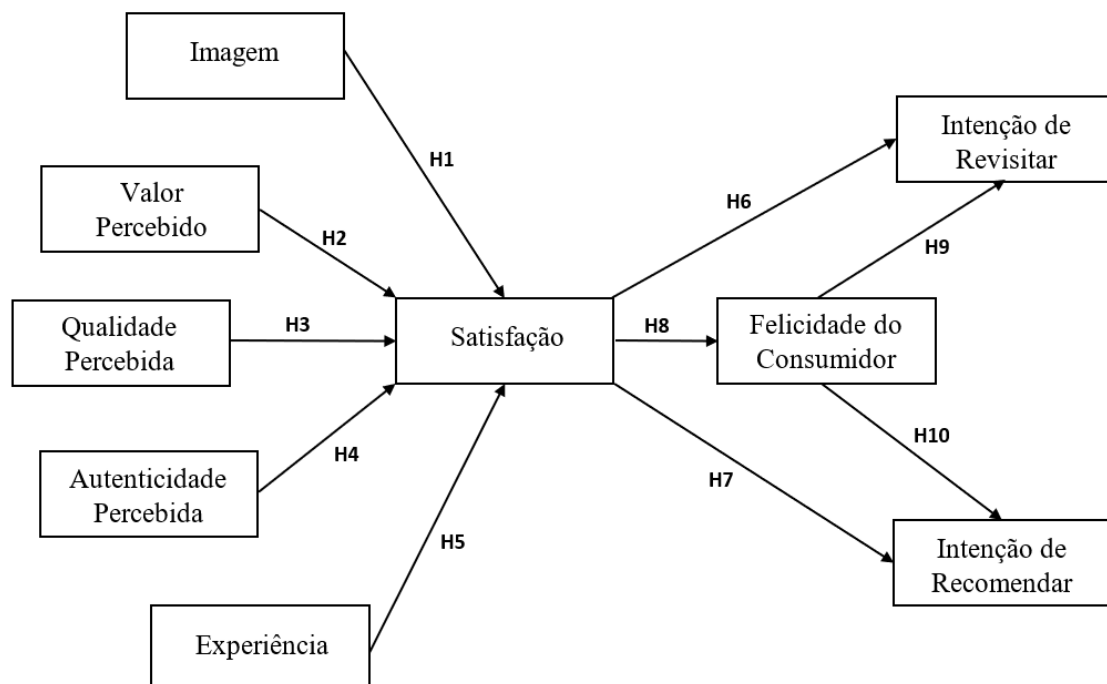 Imagem
H1
Valor
Percebido
H2
Qualidade
Percebida
H3
Autenticidade
Percebida
H4
Experiência
H5
Satisfação
H6
H8
H7
Felicidade do
Consumidor
H9
H10
Intenção de
Revisitar
Intenção de
Recomendar